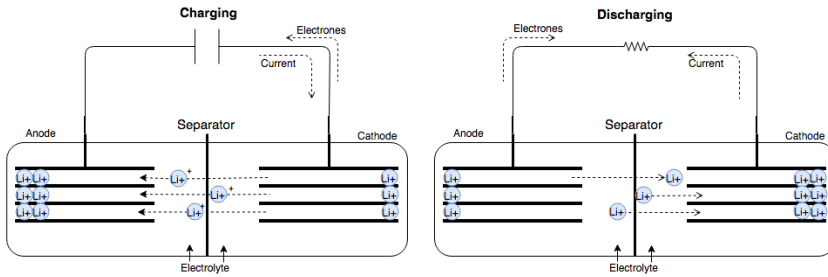 Charging
Electrones
Current
Anode
Separator
Cathode
Li+ Li+
Li+ Li+
Li+ Li+
Li+ +
Li+ +
Li+ +
Li+
Li+
Li+
Electrolyte
Discharging
Electrones
Current
Anode
Separator
Cathode
Li+
Li+
Li+
Li+
Li+
Li+
Li+ Li+
Li+ Li+
Li+ Li+
Electrolyte